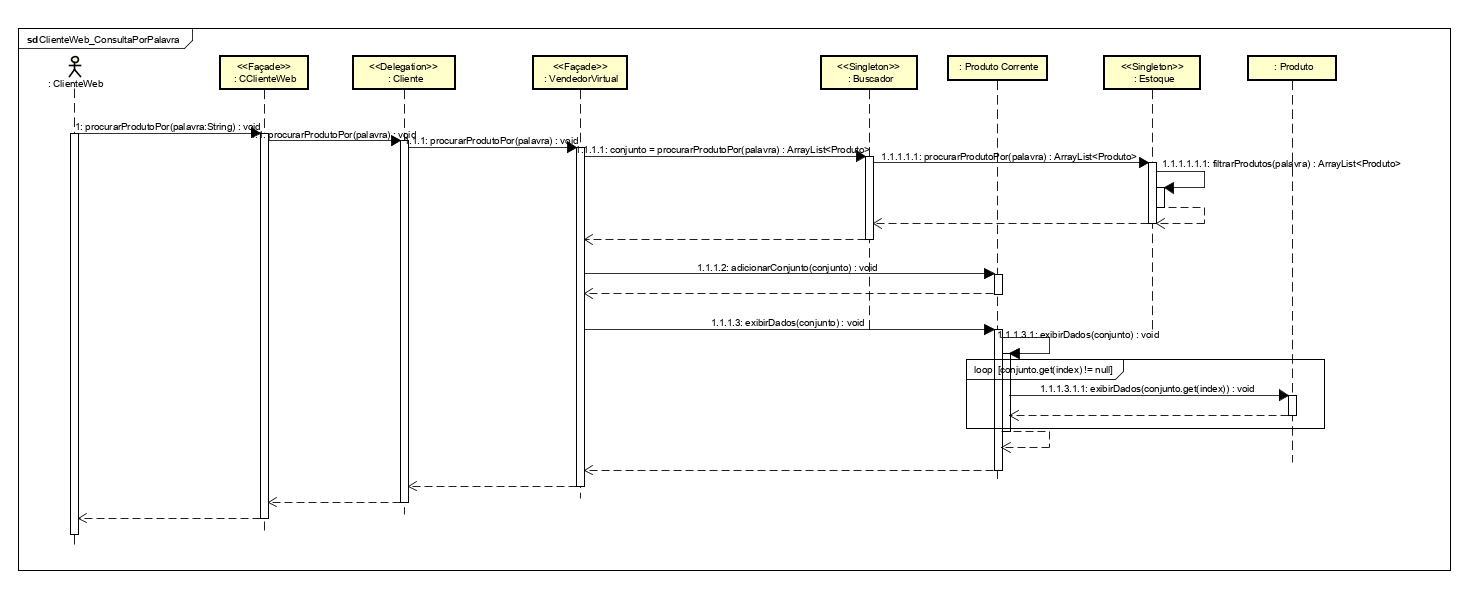 sd ClienteWeb_ConsultaPorPalavra
: ClienteWeb
<<Façade>>
: CClienteWeb
<<Delegation>>
: Cliente
<<Façade>>
: VendedorVirtual
<<Singleton>>
: Buscador
: Produto Corrente
<<Singleton>>
: Estoque
: Produto
1: procurarProdutoPor(palavra:String) : void
procurarProdutoPor(palavra) : void
1.1.1: procurarProdutoPor(palavra) : void
1.1.1.1: conjunto = procurarProdutoPor(palavra) : ArrayList<Produto>
1.1.1.1.1: procurarProdutoPor(palavra) : ArrayList<Produto>
1.1.1.1.1.1: filtrarProdutos(palavra) : ArrayList<Produto>
1.1.1.2: adicionarConjunto(conjunto) : void
1.1.1.3: exibirDados(conjunto) : void
1.1.1.3.1: exibirDados(conjunto) : void
loop [conjunto.get(index) != null]
1.1.1.3.1.1: exibirDados(conjunto.get(index)) : void